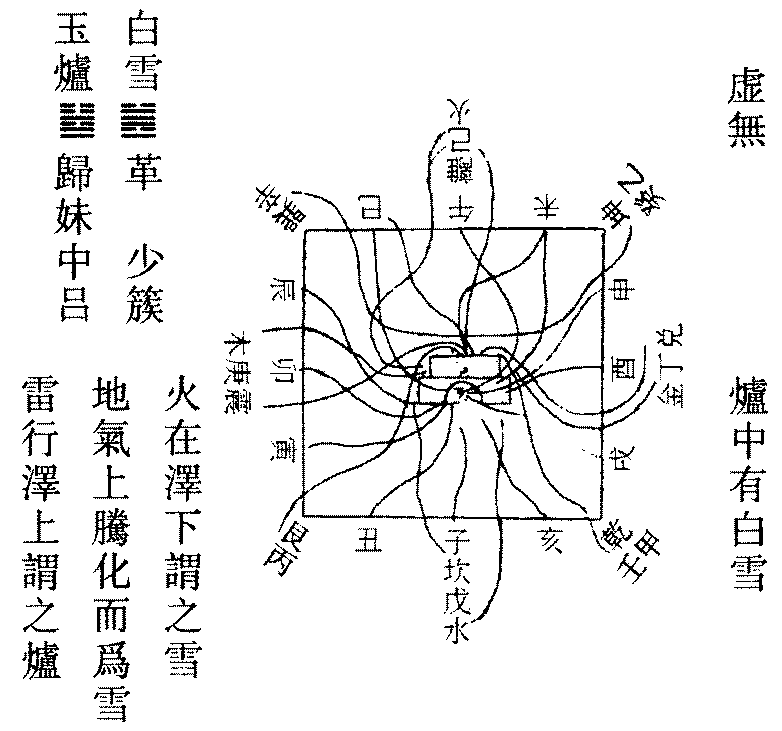 虚無
爐中有白雪
火己離午
未
坤乙癸
申
酉
兌丁金
戌
乾甲壬
亥
子坎戊水
丑
艮丙
寅
卯
木庚震
辰
巽辛
巳
白雪䷰革 少簇
玉爐䷵歸妹中呂
火在澤下謂之雪
地氣上騰化而爲雪
雷行澤上謂之爐